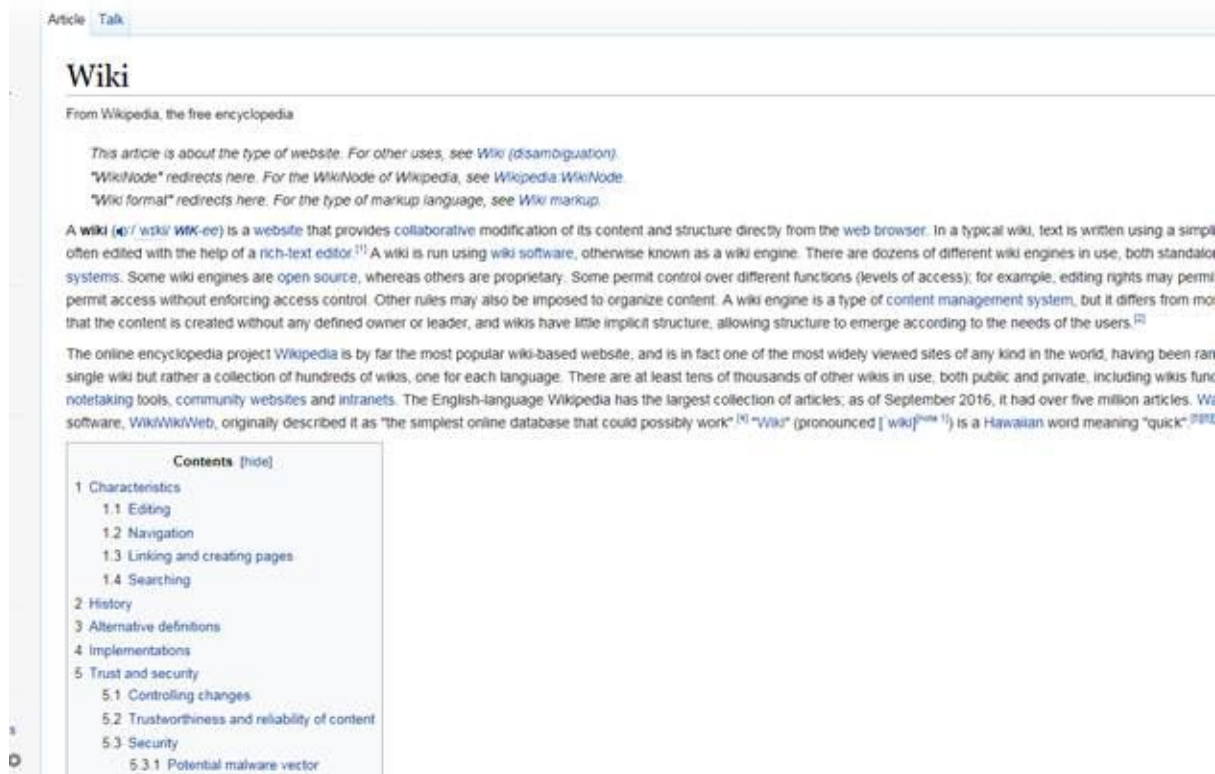 Article Talk
Wiki
From Wikipedia, the free encyclopedia
This article is about the type of website. For other uses, see Wiki (disambiguation).
"WikiNode" redirects here. For the WikiNode of Wikipedia, see Wikipedia:WikiNode.
"Wiki format" redirects here. For the type of markup language, see Wiki markup.
A wiki (/ˈwɪki/ WIK-ee) is a website that provides collaborative modification of its content and structure directly from the web browser. In a typical wiki, text is written using a
often edited with the help of a rich-text editor.[1] A wiki is run using wiki software, otherwise known as a wiki engine. There are dozens of different wiki engines in use, both
systems. Some wiki engines are open source, whereas others are proprietary. Some permit control over different functions (levels of access); for example, editing rights may
permit access without enforcing access control. Other rules may also be imposed to organize content. A wiki engine is a type of content management system, but it differs from
that the content is created without any defined owner or leader, and wikis have little implicit structure, allowing structure to emerge according to the needs of the users.[2]
The online encyclopedia project Wikipedia is by far the most popular wiki-based website, and is in fact one of the most widely viewed sites of any kind in the world, having been
single wiki but rather a collection of hundreds of wikis, one for each language. There are at least tens of thousands of other wikis in use, both public and private, including wikis
notetaking tools, community websites and intranets. The English-language Wikipedia has the largest collection of articles; as of September 2016, it had over five million articles.
software, WikiWikiWeb, originally described it as "the simplest online database that could possibly work".[4] "Wiki" (pronounced [ˈwiki][note 1]) is a Hawaiian word meaning "quick".
Contents [hide]
1 Characteristics
1.1 Editing
1.2 Navigation
1.3 Linking and creating pages
1.4 Searching
2 History
3 Alternative definitions
4 Implementations
5 Trust and security
5.1 Controlling changes
5.2 Trustworthiness and reliability of content
5.3 Security
5.3.1 Potential malware vector